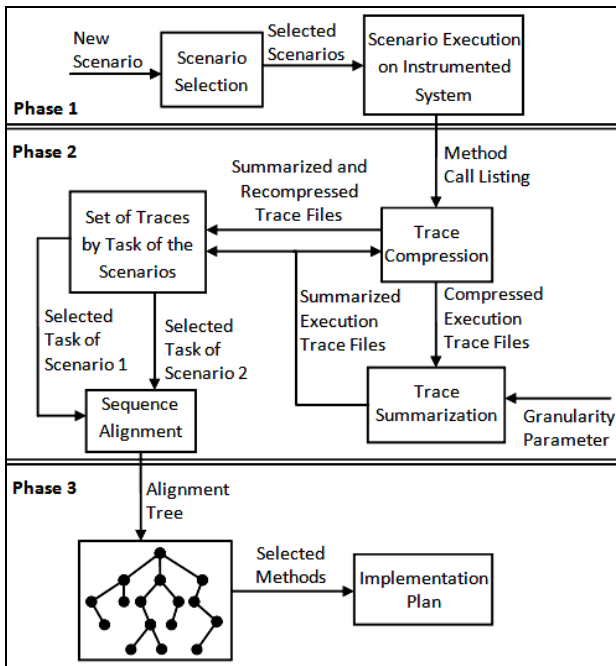 New
Scenario
Scenario
Selection
Selected
Scenarios
Scenario Execution
on Instrumented
System
Phase 1
Phase 2
Method
Call Listing
Summarized and
Recompressed
Trace Files
Set of Traces
by Task of the
Scenarios
Trace
Compression
Selected
Task of
Scenario 1
Selected
Task of
Scenario 2
Summarized
Execution
Trace Files
Compressed
Execution
Trace Files
Sequence
Alignment
Trace
Summarization
Granularity
Parameter
Phase 3
Alignment
Tree
Selected
Methods
Implementation
Plan